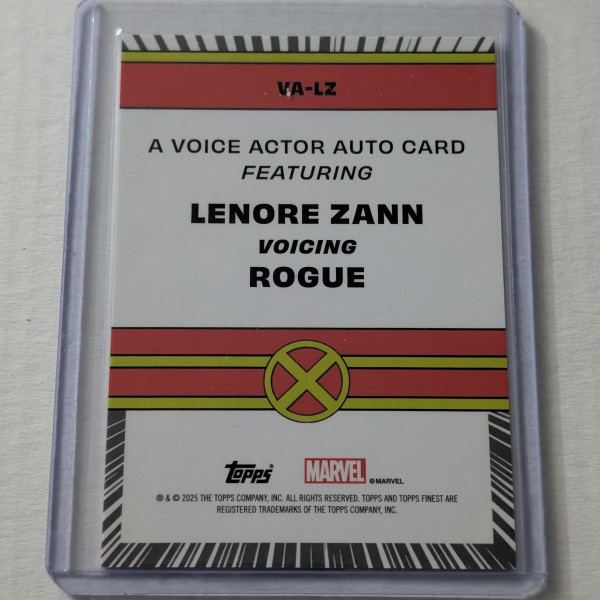 VA-LZ
A VOICE ACTOR AUTO CARD
FEATURING
LENORE ZANN
VOICING
ROGUE
topps MARVEL © MARVEL
® & © 2025 THE TOPPS COMPANY, INC. ALL RIGHTS RESERVED. TOPPS AND TOPPS FINEST ARE
REGISTERED TRADEMARKS OF THE TOPPS COMPANY, INC.